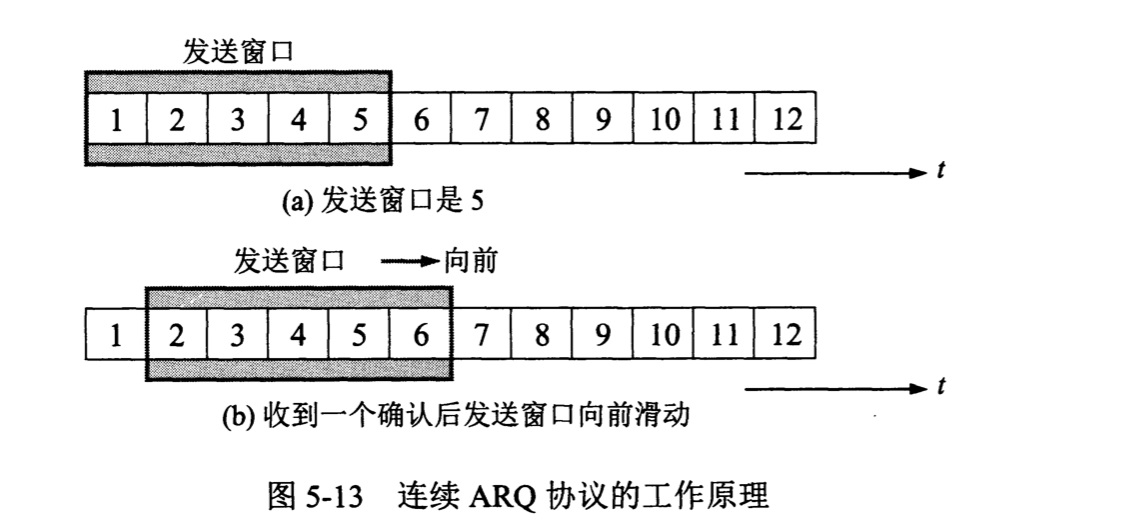 发送窗口
1 2 3 4 5 6 7 8 9 10 11 12
t
(a) 发送窗口是 5
发送窗口 向前
1 2 3 4 5 6 7 8 9 10 11 12
t
(b) 收到一个确认后发送窗口向前滑动
图 5-13 连续 ARQ 协议的工作原理